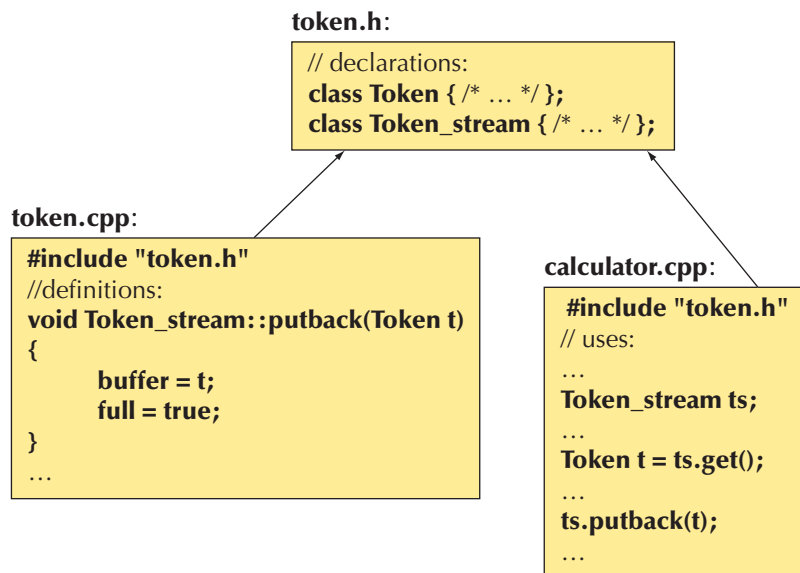 token.h:
// declarations:
class Token { /* … */ };
class Token_stream { /* … */ };
token.cpp:
#include "token.h"
//definitions:
void Token_stream::putback(Token t)
{
buffer = t;
full = true;
}
…
calculator.cpp:
#include "token.h"
// uses:
…
Token_stream ts;
…
Token t = ts.get();
…
ts.putback(t);
…